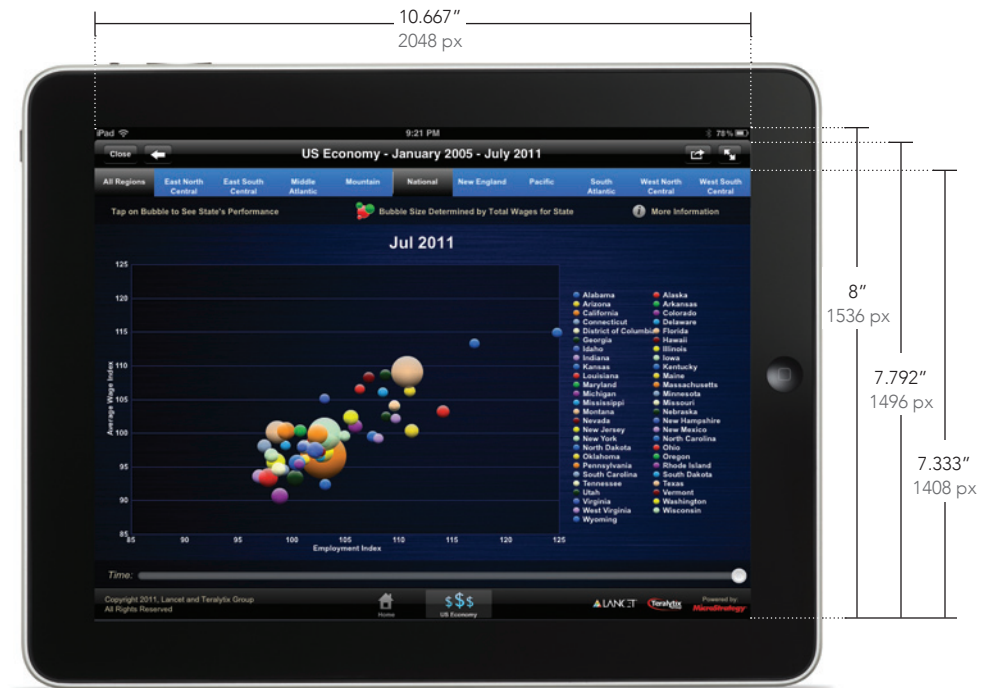 10.667”
2048 px
iPad 9:21 PM 78%
Close US Economy - January 2005 - July 2011
All Regions East North Central East South Central Middle Atlantic Mountain National New England Pacific South Atlantic West North Central West South Central
Tap on Bubble to See State's Performance Bubble Size Determined by Total Wages for State More Information
Jul 2011
125
120
115
110
105
100
95
90
85
Average Wage Index
85 90 95 100 105 110 115 120 125
Employment Index
Alabama Alaska
Arizona Arkansas
California Colorado
Connecticut Delaware
District of Columbia Florida
Georgia Hawaii
Idaho Illinois
Indiana Iowa
Kansas Kentucky
Louisiana Maine
Maryland Massachusetts
Michigan Minnesota
Mississippi Missouri
Montana Nebraska
Nevada New Hampshire
New Jersey New Mexico
New York North Carolina
North Dakota Ohio
Oklahoma Oregon
Pennsylvania Rhode Island
South Carolina South Dakota
Tennessee Texas
Utah Vermont
Virginia Washington
West Virginia Wisconsin
Wyoming
Time:
Copyright 2011, Lancet and Teralytix Group
All Rights Reserved
Home
$$$
US Economy
LANCET
Teralytix
Powered by:
MicroStrategy
8”
1536 px
7.792”
1496 px
7.333”
1408 px